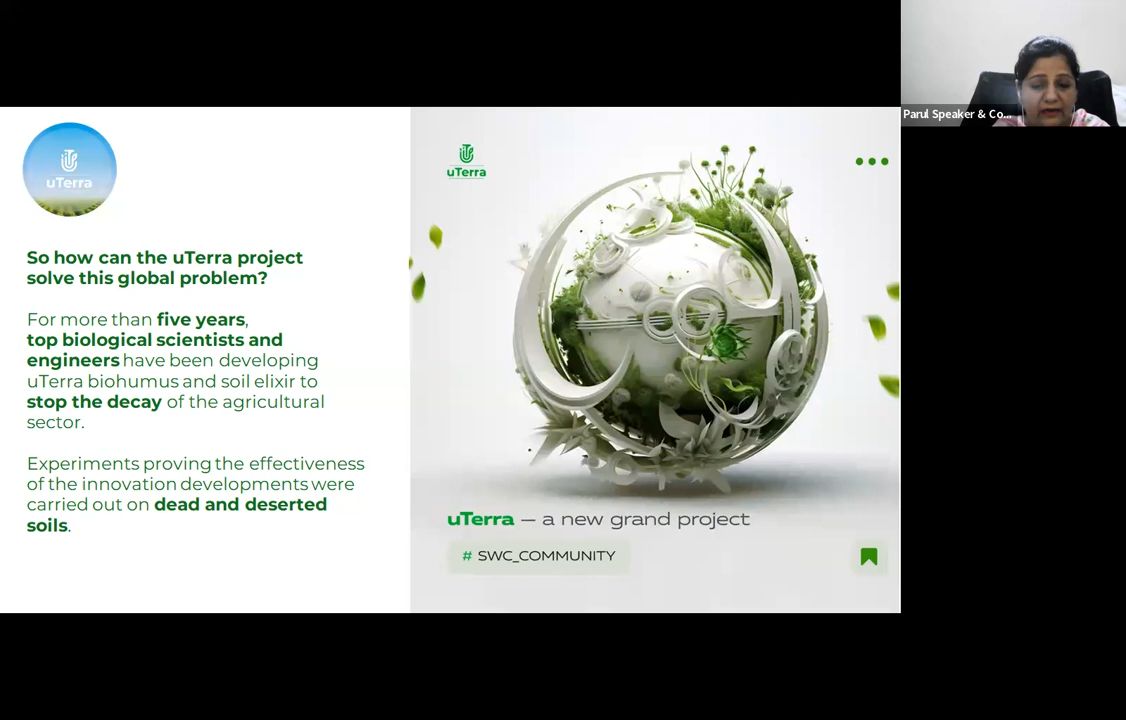 Parul Speaker & Co...
uTerra
So how can the uTerra project
solve this global problem?
For more than five years,
top biological scientists and
engineers have been developing
uTerra biohumus and soil elixir to
stop the decay of the agricultural
sector.
Experiments proving the effectiveness
of the innovation developments were
carried out on dead and deserted
soils.
uTerra
uTerra — a new grand project
# SWC_COMMUNITY